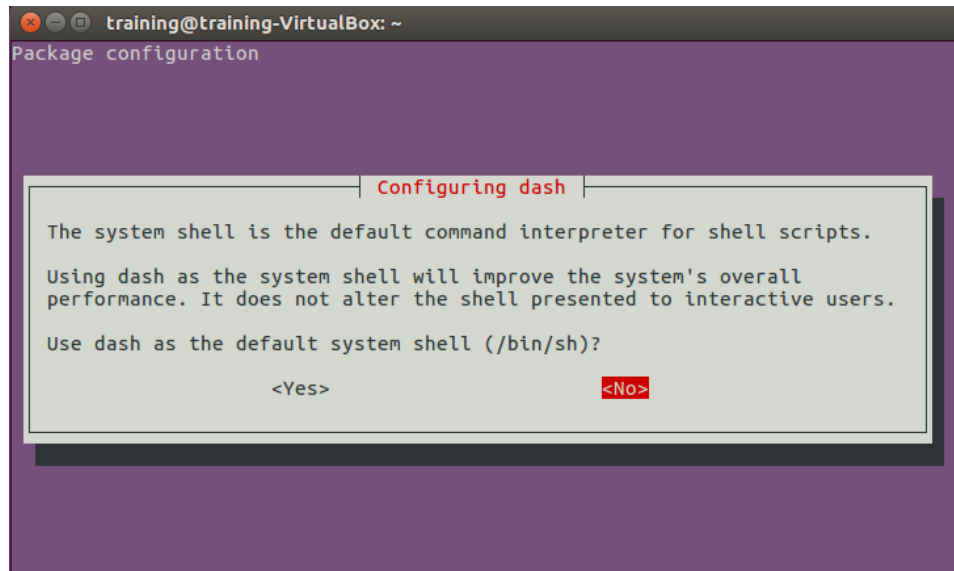 training@training-VirtualBox: ~
Package configuration
Configuring dash
The system shell is the default command interpreter for shell scripts.
Using dash as the system shell will improve the system's overall
performance. It does not alter the shell presented to interactive users.
Use dash as the default system shell (/bin/sh)?
<Yes> <No>